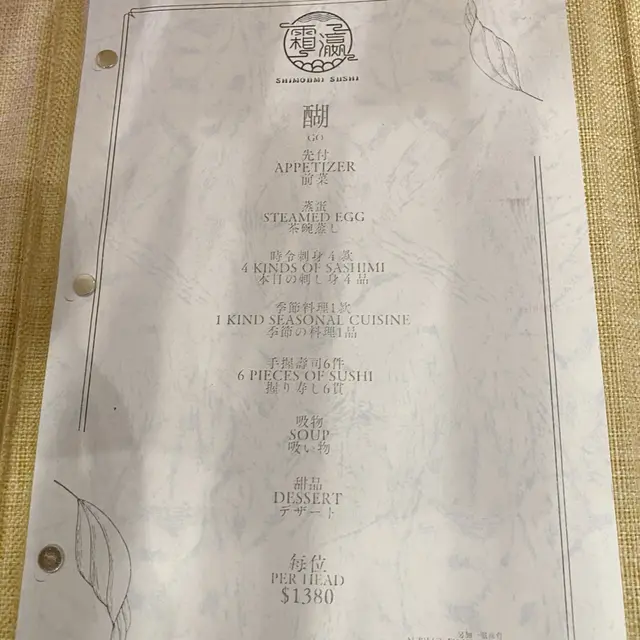 霜瀛
SHIMOUMI SUSHI
醐
GO
先付
APPETIZER
前菜
蒸蛋
STEAMED EGG
茶碗蒸し
時令刺身 4 款
4 KINDS OF SASHIMI
本日の刺し身 4 品
季節料理1款
1 KIND SEASONAL CUISINE
季節の料理1品
手握壽司6件
6 PIECES OF SUSHI
握り寿し6貫
吸物
SOUP
吸い物
甜品
DESSERT
デザート
每位
PER HEAD
$1380